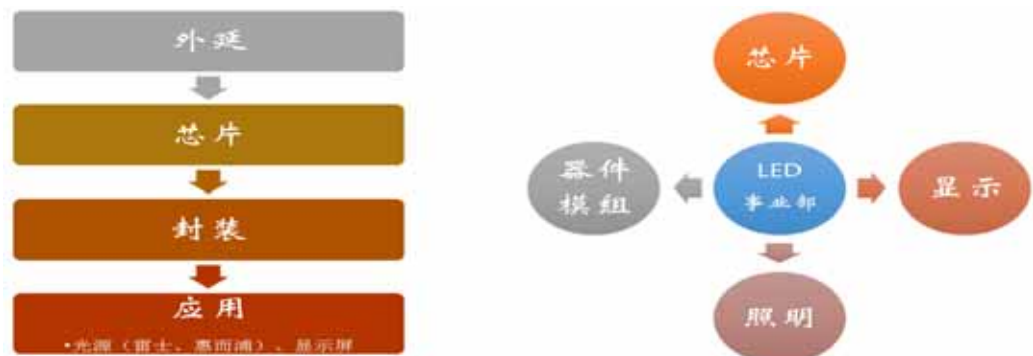 外延
芯片
封装
应用
•光源（雷士、惠而浦）、显示屏
芯片
器件
模组
LED
事业部
显示
照明